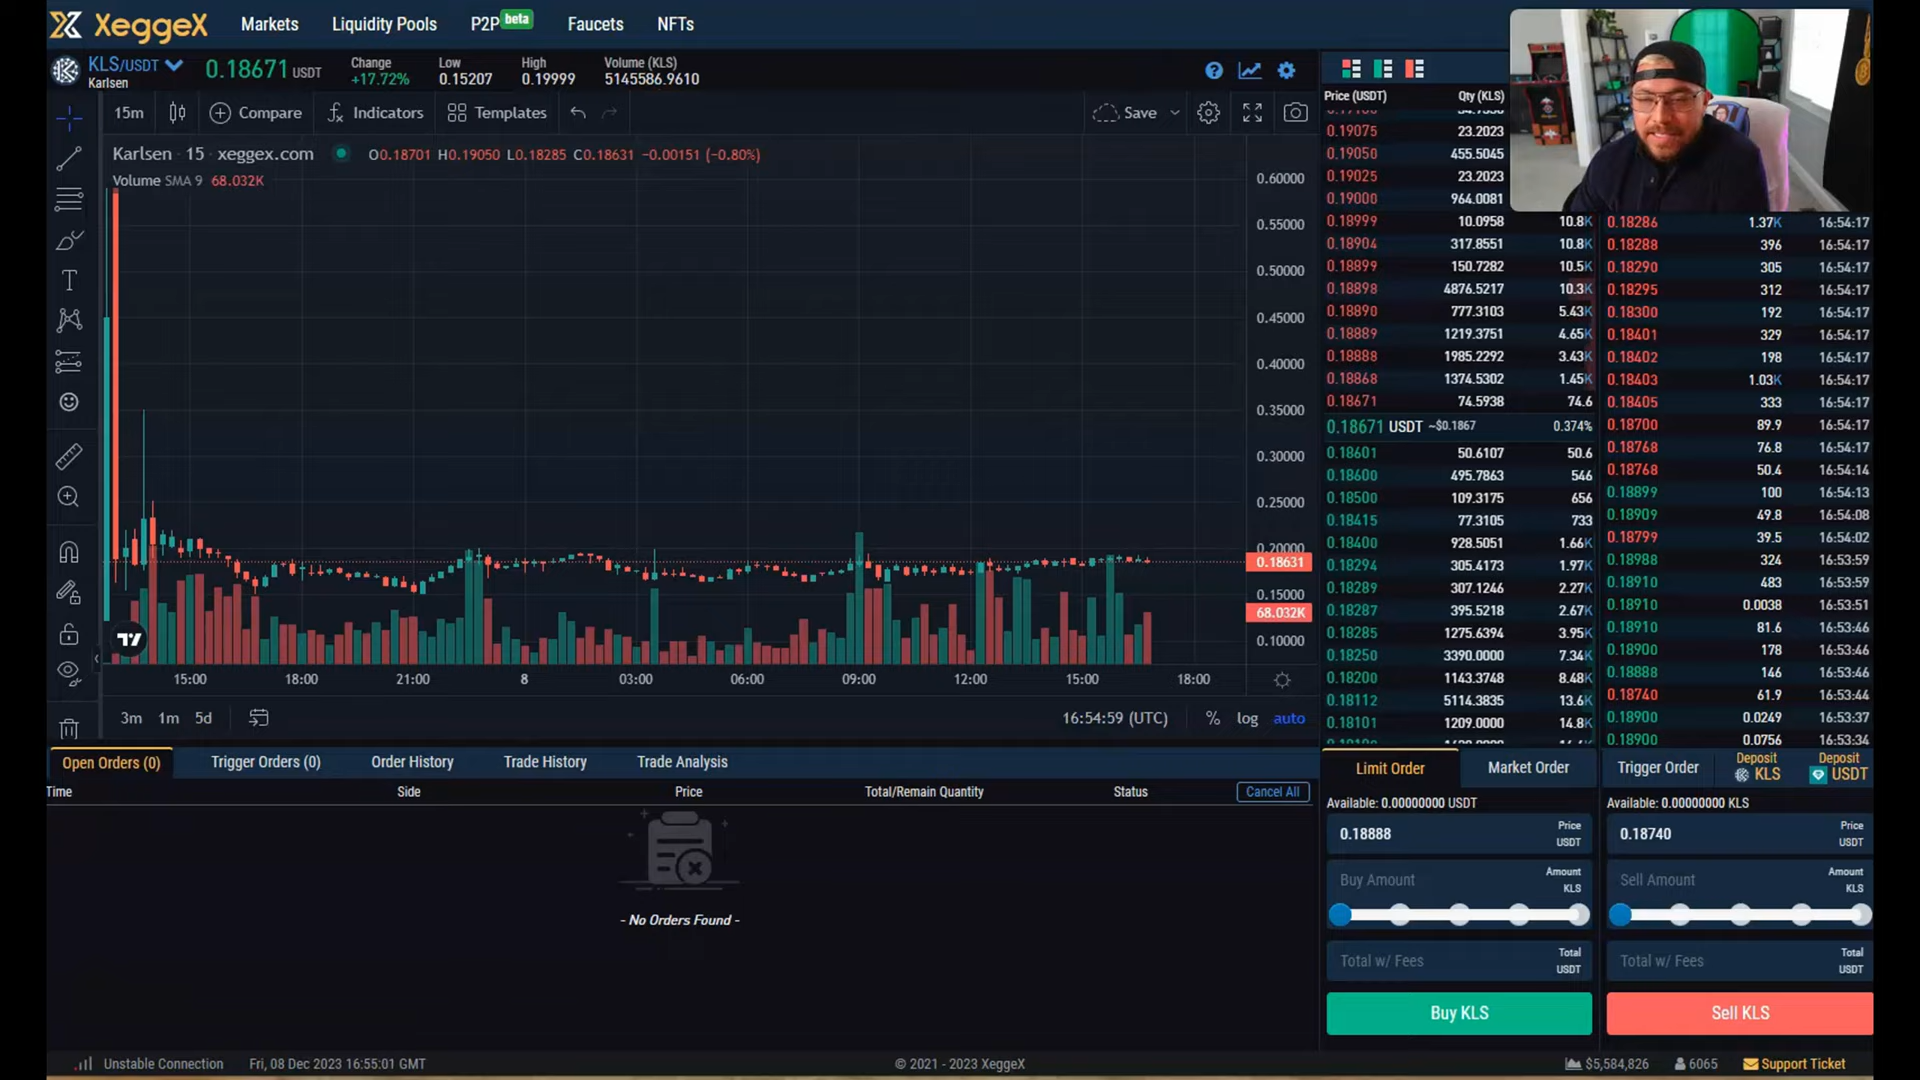 XeggeX
Markets
Liquidity Pools
P2P beta
Faucets
NFTs
KLS/USDT
Karlsen
0.18671 USDT
Change
+17.72%
Low
0.15207
High
0.19999
Volume (KLS)
5145586.9610
15m
Compare
Indicators
Templates
Save
Karlsen · 15 · xeggex.com
O0.18701 H0.19050 L0.18285 C0.18631 −0.00151 (−0.80%)
Volume SMA 9 68.032K
0.60000
0.55000
0.50000
0.45000
0.40000
0.35000
0.30000
0.25000
0.20000
0.18631
0.15000
68.032K
0.10000
15:00 18:00 21:00 8 03:00 06:00 09:00 12:00 15:00 18:00
3m 1m 5d
16:54:59 (UTC) % log auto
Price (USDT) Qty (KLS)
0.19075 23.2023
0.19050 455.5045
0.19025 23.2023
0.19000 964.0081
0.18999 10.0958 10.8K
0.18904 317.8551 10.8K
0.18899 150.7282 10.5K
0.18898 4876.5217 10.3K
0.18890 777.3103 5.43K
0.18889 1219.3751 4.65K
0.18888 1985.2292 3.43K
0.18868 1374.5302 1.45K
0.18671 74.5938 74.6
0.18671 USDT ~$0.1867 0.374%
0.18601 50.6107 50.6
0.18600 495.7863 546
0.18500 109.3175 656
0.18415 77.3105 733
0.18400 928.5051 1.66K
0.18294 305.4173 1.97K
0.18289 307.1246 2.27K
0.18287 395.5218 2.67K
0.18285 1275.6394 3.95K
0.18250 3390.0000 7.34K
0.18200 1143.3748 8.48K
0.18112 5114.3835 13.6K
0.18101 1209.0000 14.8K
0.18286 1.37K 16:54:17
0.18288 396 16:54:17
0.18290 305 16:54:17
0.18295 312 16:54:17
0.18300 192 16:54:17
0.18401 329 16:54:17
0.18402 198 16:54:17
0.18403 1.03K 16:54:17
0.18405 333 16:54:17
0.18700 89.9 16:54:17
0.18768 76.8 16:54:17
0.18768 50.4 16:54:14
0.18899 100 16:54:13
0.18909 49.8 16:54:08
0.18799 39.5 16:54:02
0.18988 324 16:53:59
0.18910 483 16:53:59
0.18910 0.0038 16:53:51
0.18910 81.6 16:53:46
0.18900 178 16:53:46
0.18888 146 16:53:46
0.18740 61.9 16:53:44
0.18900 0.0249 16:53:37
0.18900 0.0756 16:53:34
Open Orders (0)
Trigger Orders (0)
Order History
Trade History
Trade Analysis
Time Side Price Total/Remain Quantity Status Cancel All
- No Orders Found -
Limit Order
Market Order
Trigger Order
Deposit
KLS
Deposit
USDT
Available: 0.00000000 USDT
0.18888 Price
USDT
Buy Amount Amount
KLS
Total w/ Fees Total
USDT
Buy KLS
Available: 0.00000000 KLS
0.18740 Price
USDT
Sell Amount Amount
KLS
Total w/ Fees Total
USDT
Sell KLS
Unstable Connection
Fri, 08 Dec 2023 16:55:01 GMT
© 2021 - 2023 XeggeX
$5,584,826
6065
Support Ticket